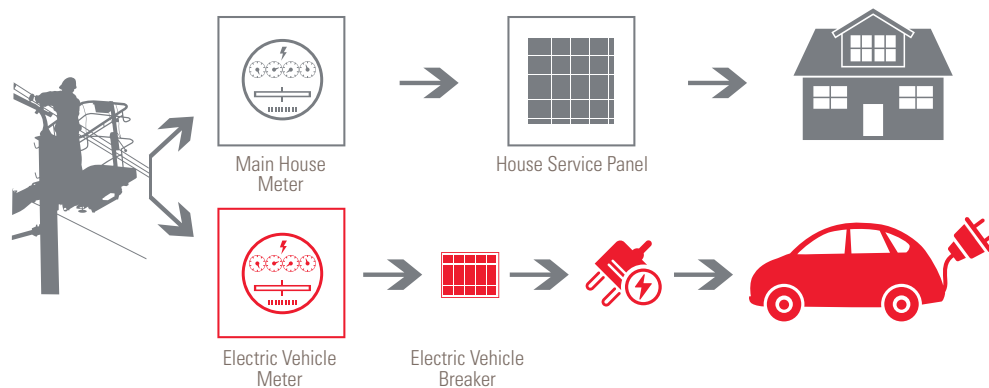 Main House
Meter
House Service Panel
Electric Vehicle
Meter
Electric Vehicle
Breaker